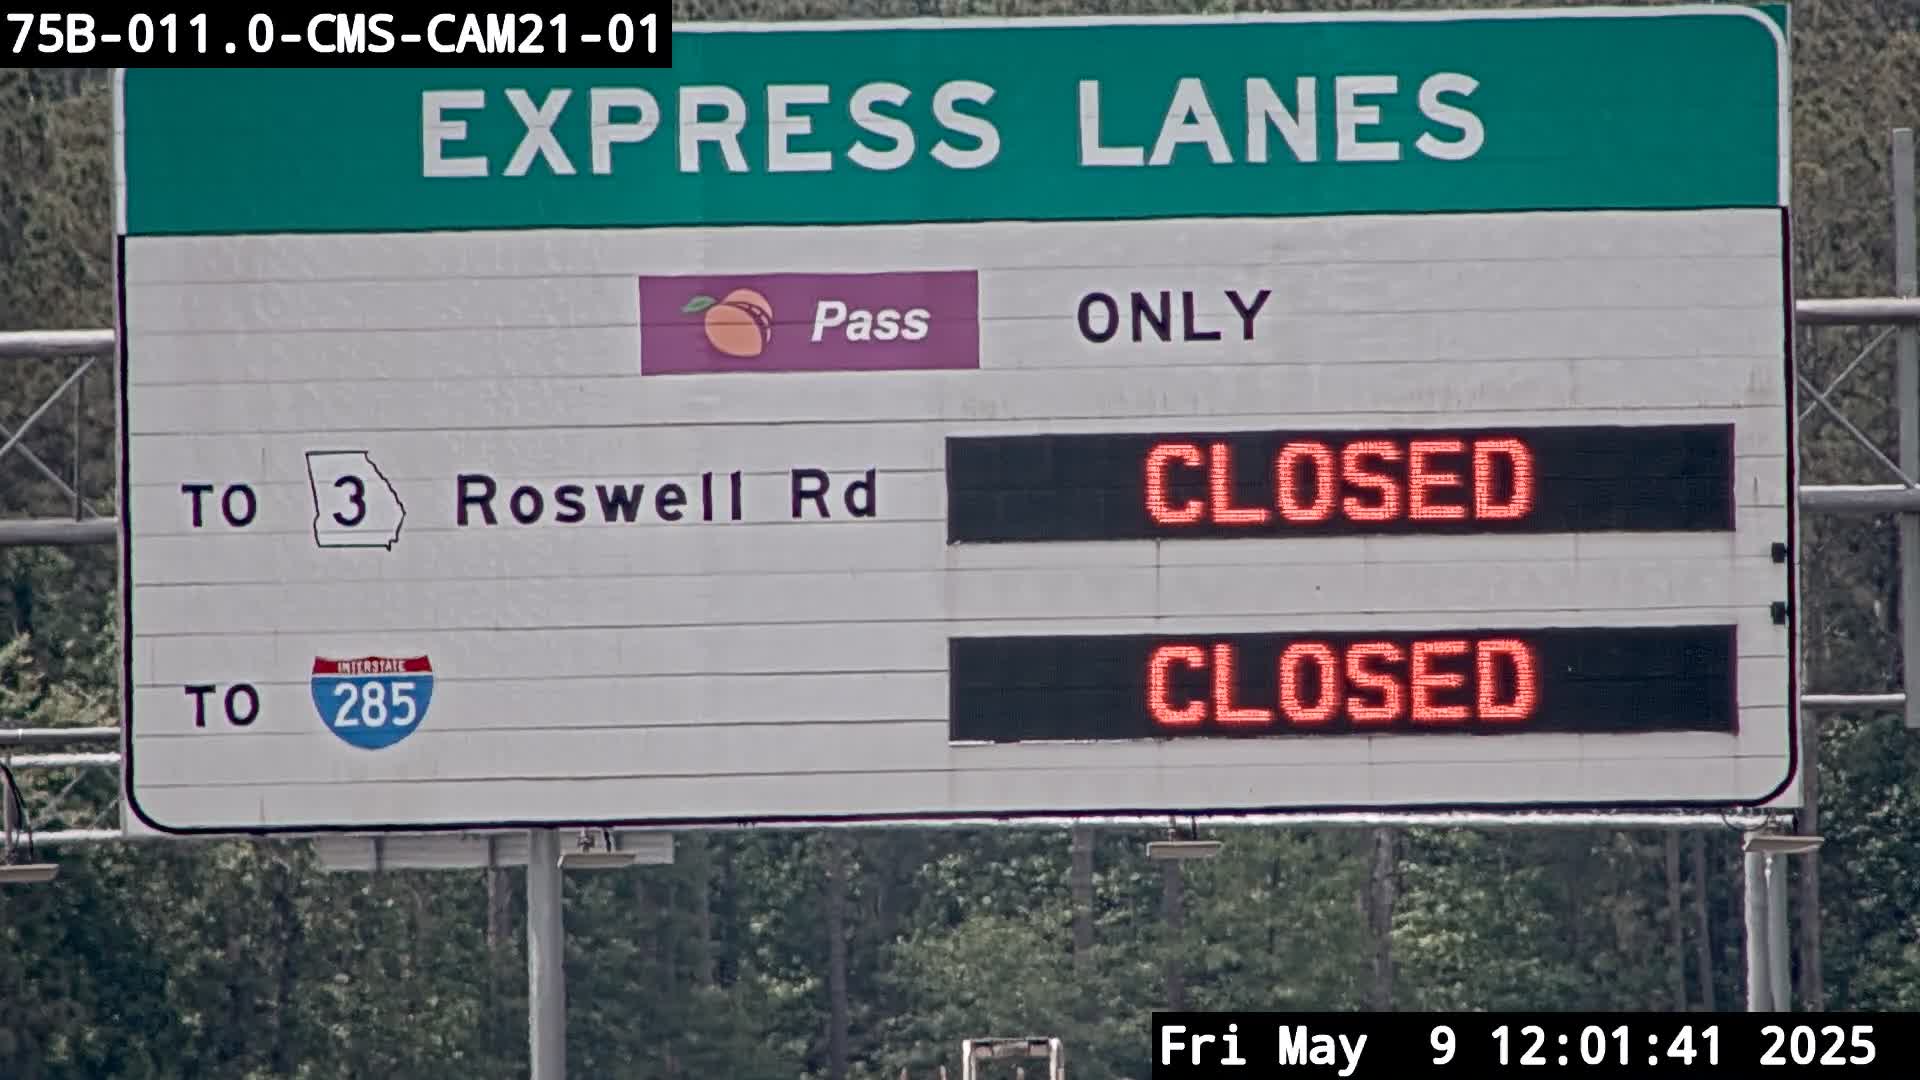 75B-011.0-CMS-CAM21-01
EXPRESS LANES
Pass ONLY
TO 3 Roswell Rd CLOSED
INTERSTATE
TO 285 CLOSED
Fri May 9 12:01:41 2025